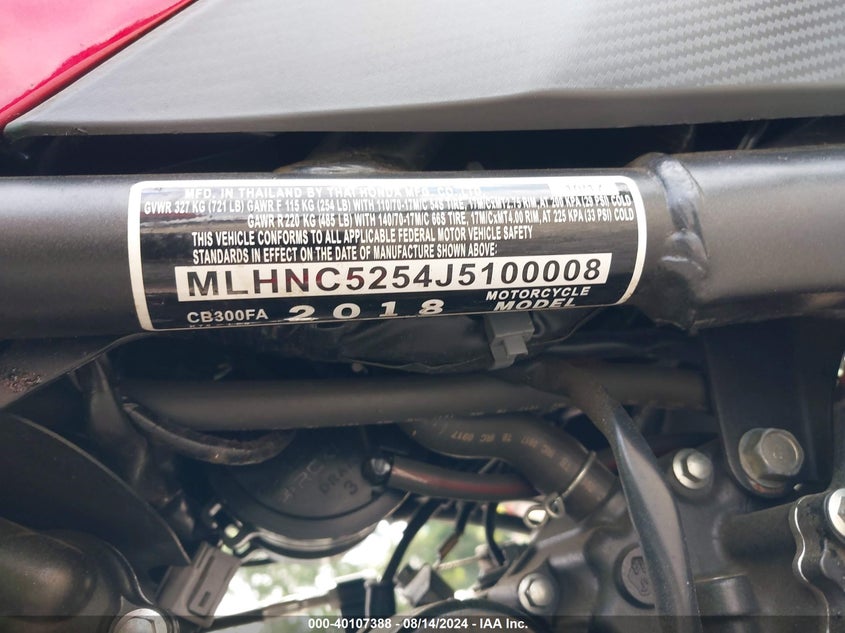 MFD. IN THAILAND BY THAI HONDA MFG. CO., LTD.
GVWR 327 KG (721 LB) GAWR F 115 KG (254 LB) WITH 110/70-17M/C 54S TIRE, 17M/CxMT2.75 RIM, AT 200 KPA (29 PSI) COLD
GAWR R220 KG (485 LB) WITH 140/70-17M/C 66S TIRE, 17M/CxMT4.00 RIM, AT 225 KPA (33 PSI) COLD
THIS VEHICLE CONFORMS TO ALL APPLICABLE FEDERAL MOTOR VEHICLE SAFETY
STANDARDS IN EFFECT ON THE DATE OF MANUFACTURE SHOWN ABOVE:
MLHNC5254J5100008
CB300FA 2018 MOTORCYCLE MODEL
3
000-40107388 - 08/14/2024 - IAA Inc.